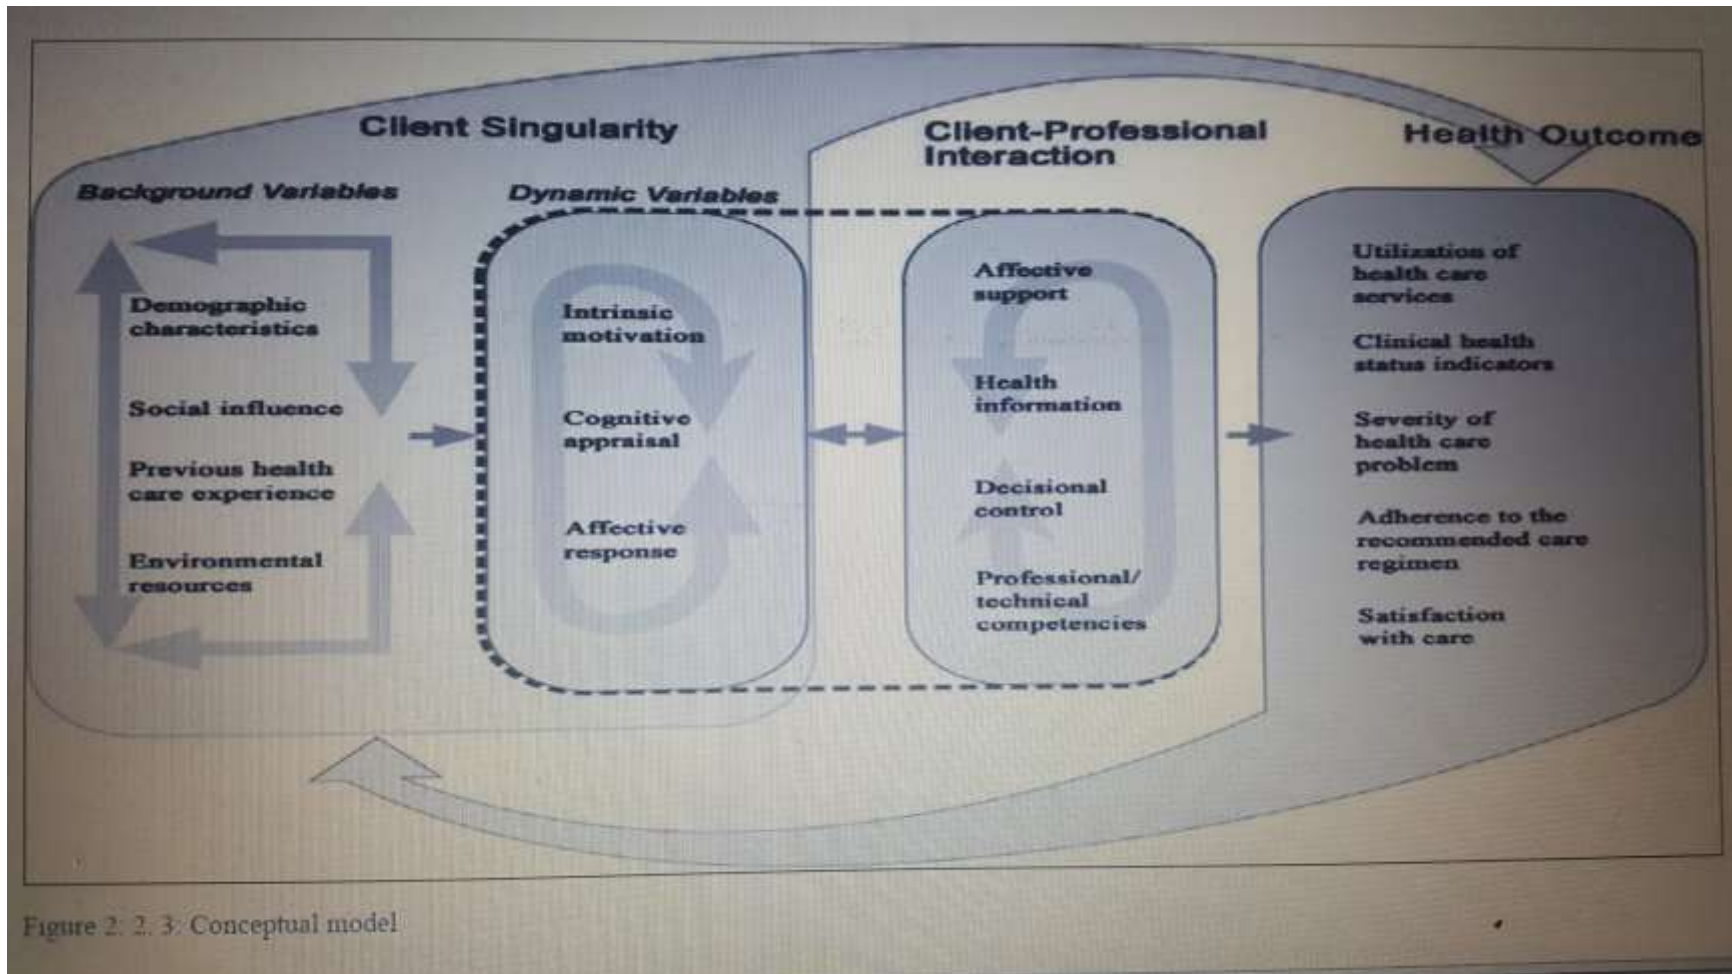 Client Singularity
Client-Professional
Interaction
Health Outcome
Background Variables
Dynamic Variables
Demographic
characteristics
Social influence
Previous health
care experience
Environmental
resources
Intrinsic
motivation
Cognitive
appraisal
Affective
response
Affective
support
Health
information
Decisional
control
Professional/
technical
competencies
Utilization of
health care
services
Clinical health
status indicators
Severity of
health care
problem
Adherence to the
recommended care
regimen
Satisfaction
with care
Figure 2: 2. 3: Conceptual model